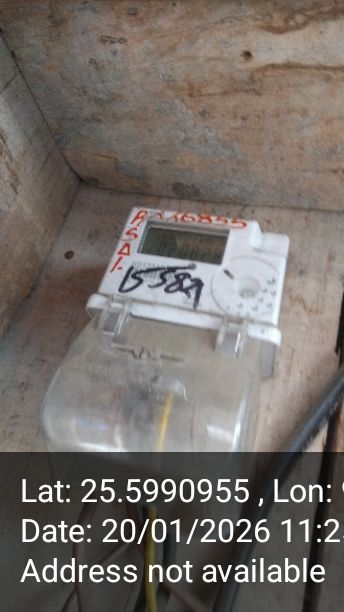 15589
Lat: 25.5990955 , Lon:
Date: 20/01/2026 11:2
Address not available